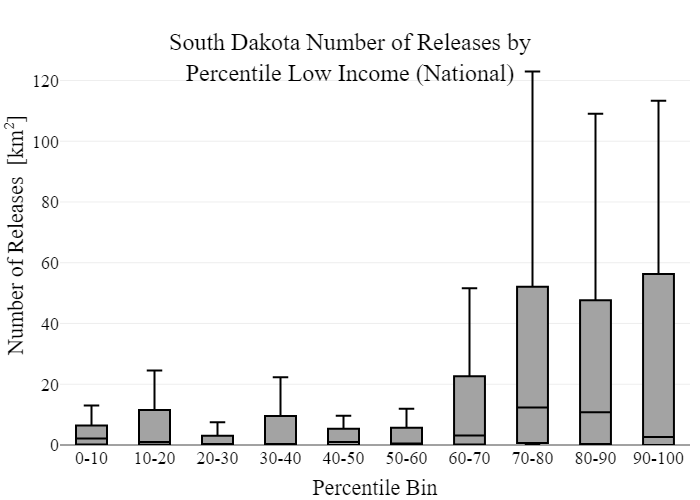 South Dakota Number of Releases by
Percentile Low Income (National)
Number of Releases [km²]
120
100
80
60
40
20
0
0-10 10-20 20-30 30-40 40-50 50-60 60-70 70-80 80-90 90-100
Percentile Bin